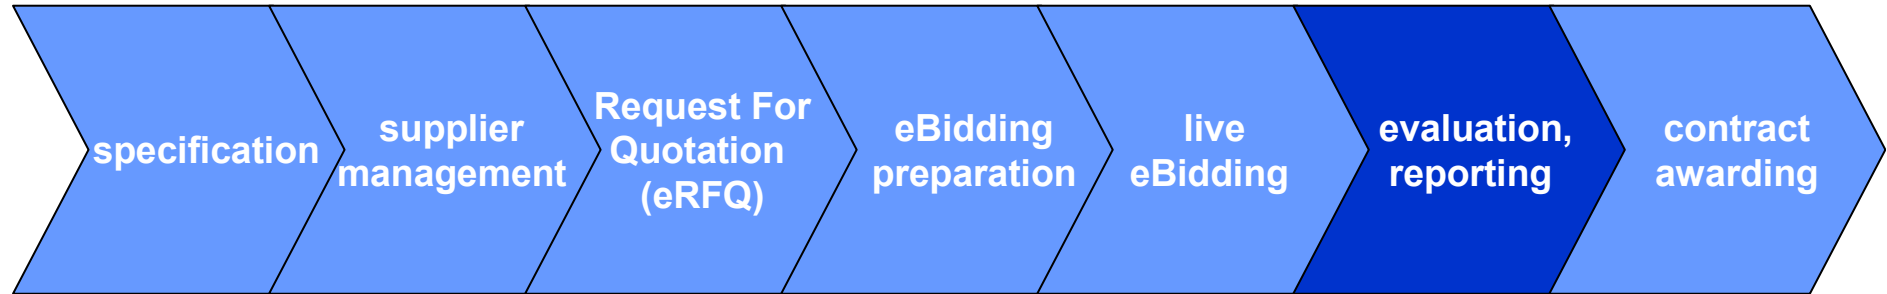 specification
supplier
management
Request For
Quotation
(eRFQ)
eBidding
preparation
live
eBidding
evaluation,
reporting
contract
awarding